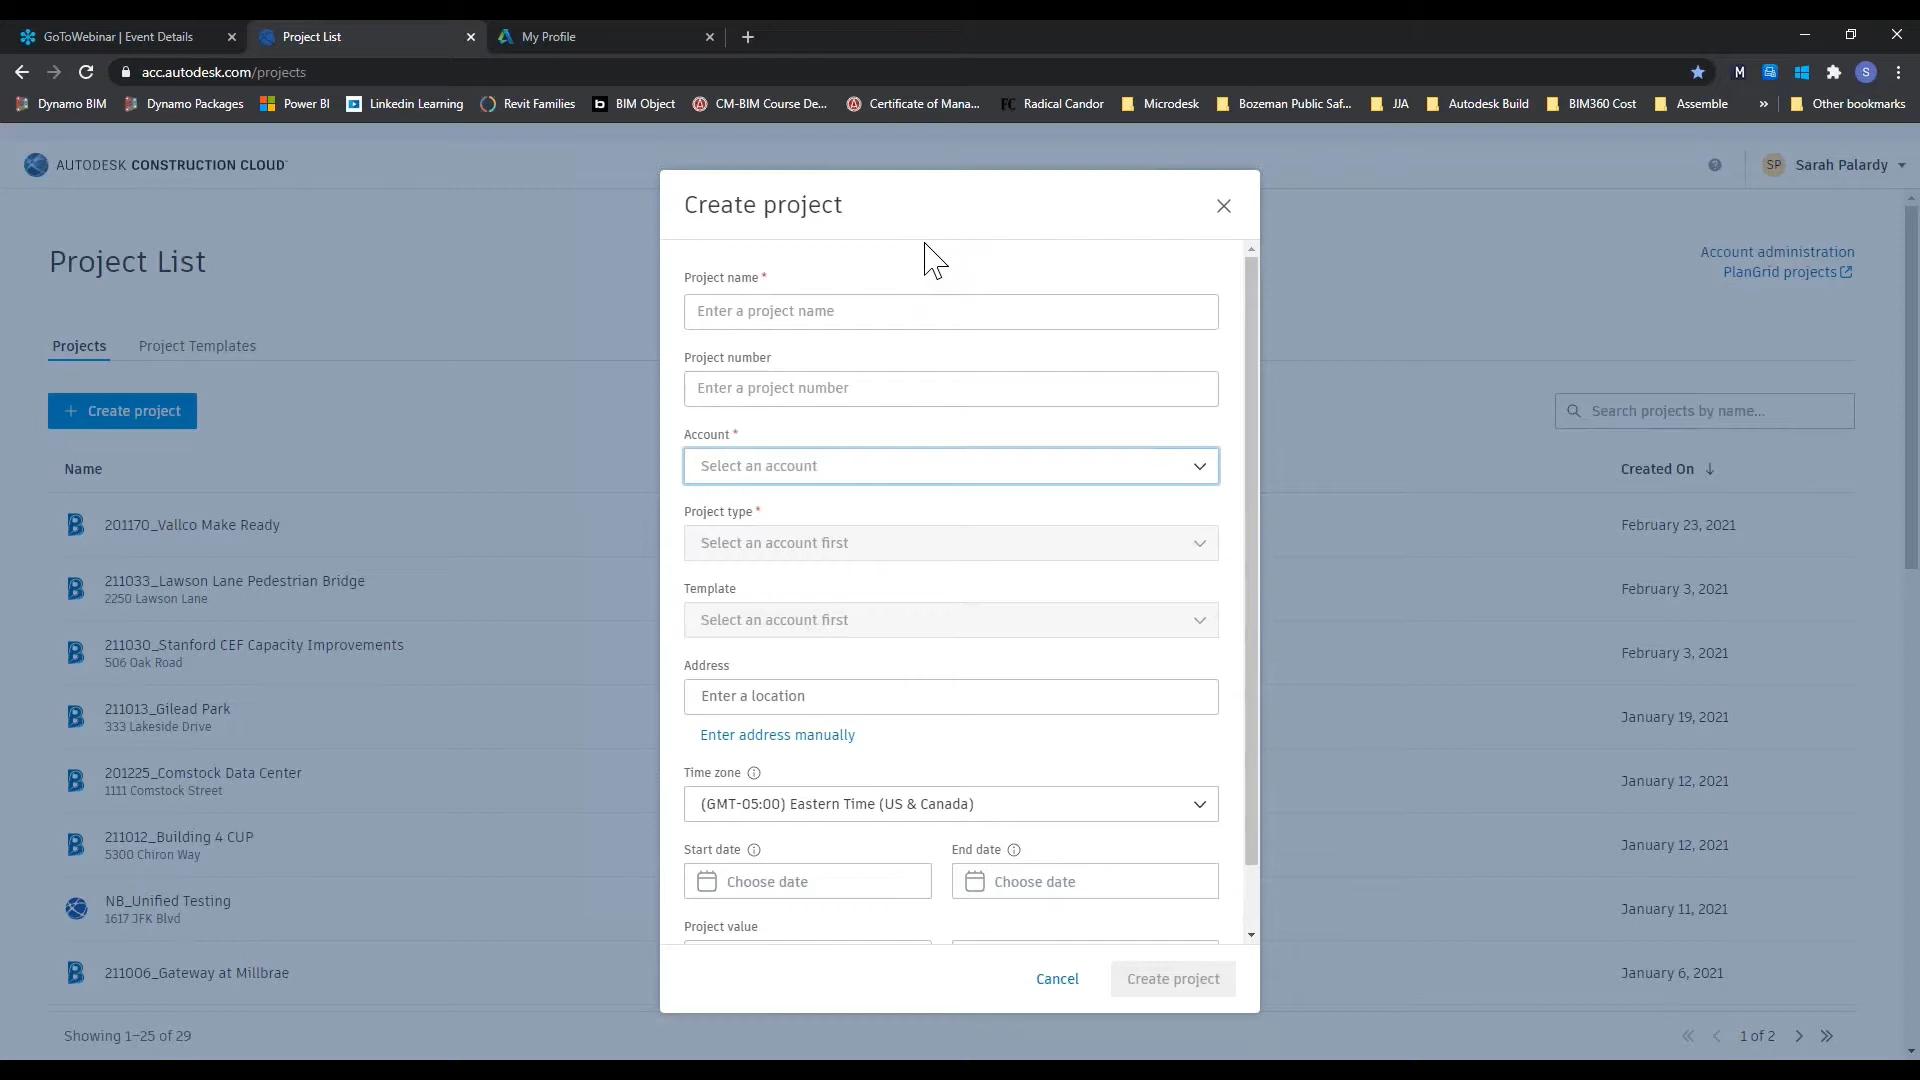 GoToWebinar | Event Details
Project List
My Profile
acc.autodesk.com/projects
M
S
Dynamo BIM
Dynamo Packages
Power BI
Linkedin Learning
Revit Families
b BIM Object
CM-BIM Course De...
Certificate of Mana...
FC Radical Candor
Microdesk
Bozeman Public Saf...
JJA
Autodesk Build
BIM360 Cost
Assemble
»
Other bookmarks
AUTODESK CONSTRUCTION CLOUD
SP Sarah Palardy
Project List
Account administration
PlanGrid projects
Projects
Project Templates
+ Create project
Search projects by name...
Name
Created On
201170_Vallco Make Ready
February 23, 2021
211033_Lawson Lane Pedestrian Bridge
2250 Lawson Lane
February 3, 2021
211030_Stanford CEF Capacity Improvements
506 Oak Road
February 3, 2021
211013_Gilead Park
333 Lakeside Drive
January 19, 2021
201225_Comstock Data Center
1111 Comstock Street
January 12, 2021
211012_Building 4 CUP
5300 Chiron Way
January 12, 2021
NB_Unified Testing
1617 JFK Blvd
January 11, 2021
211006_Gateway at Millbrae
January 6, 2021
Showing 1–25 of 29
1 of 2
Create project
Project name *
Enter a project name
Project number
Enter a project number
Account *
Select an account
Project type *
Select an account first
Template
Select an account first
Address
Enter a location
Enter address manually
Time zone
(GMT-05:00) Eastern Time (US & Canada)
Start date
End date
Choose date
Choose date
Project value
Cancel
Create project